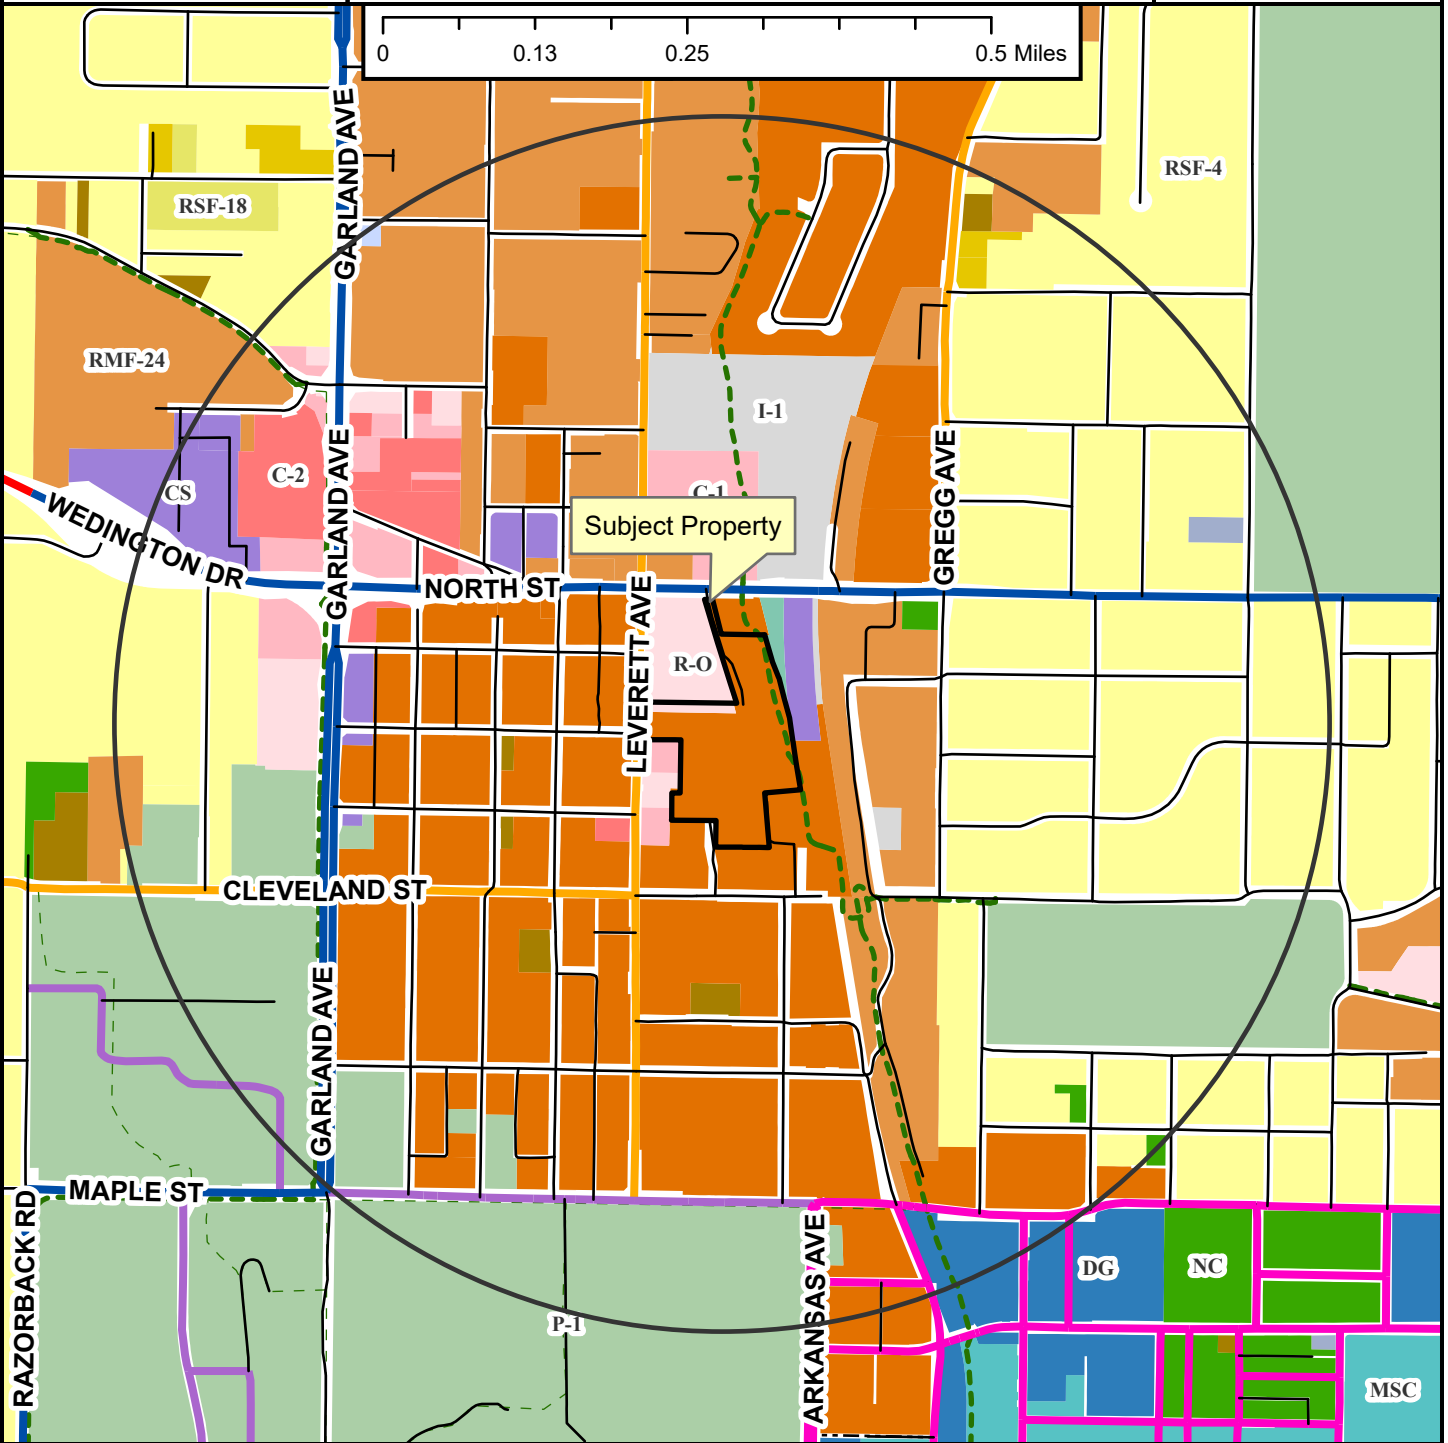 0 0.13 0.25 0.5 Miles
GARLAND AVE
RSF-4
RSF-18
RMF-24
I-1
GARLAND AVE
GREGG AVE
C-2
CS
C-1
WEDINGTON DR
Subject Property
NORTH ST
LEVERETT AVE
R-O
CLEVELAND ST
GARLAND AVE
MAPLE ST
RAZORBACK RD
ARKANSAS AVE
DG
NC
P-1
MSC